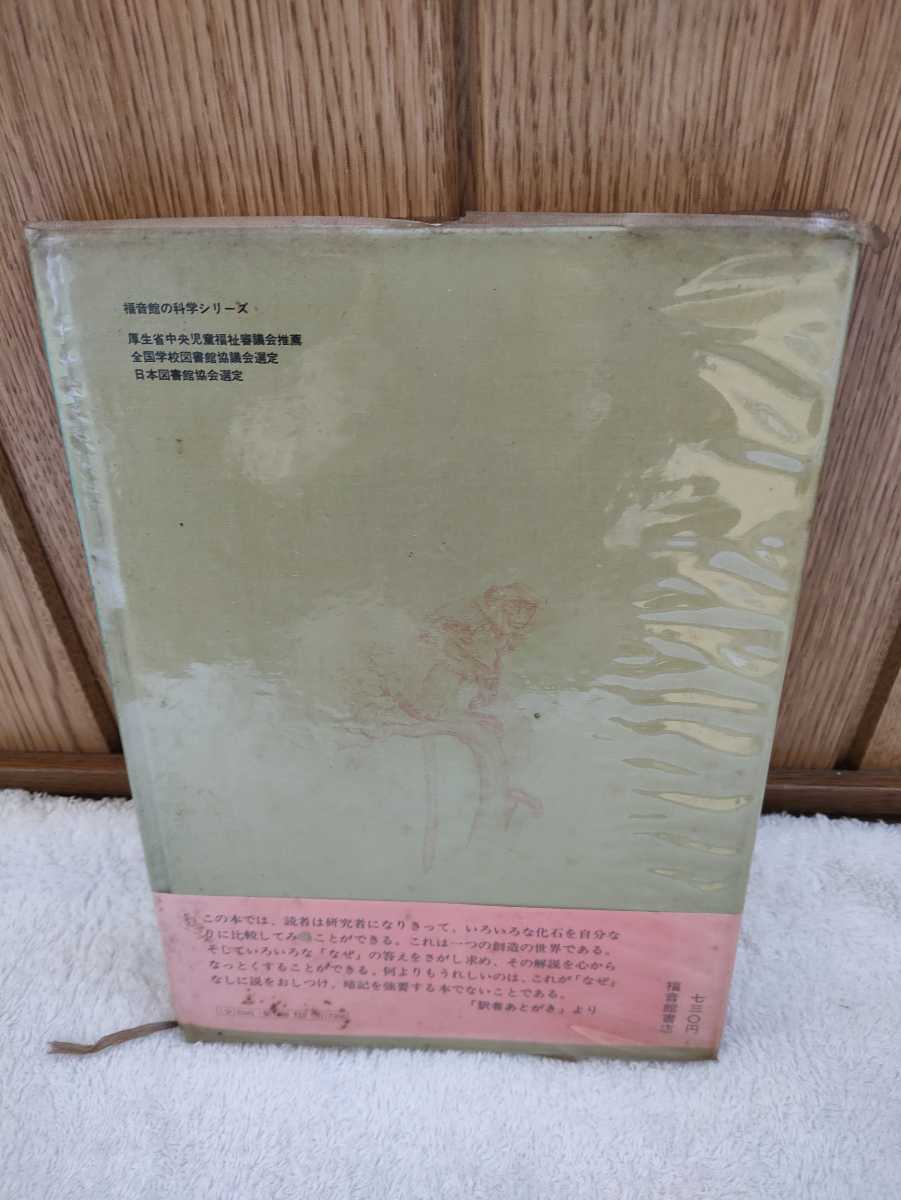 福音館の科学シリーズ
厚生省中央児童福祉審議会推薦
全国学校図書館協議会選定
日本図書館協会選定
この本では、読者は研究者になりきって、いろいろな化石を自分な
りに比較してみることができる。これは一つの創造の世界である。
そしていろいろな「なぜ」の答えをさがし求め、その解説を心から
なっとくすることができる。何よりもうれしいのは、これが「なぜ」
なしに説をおしつけ、暗記を強要する本でないことである。
「訳者あとがき」より
七三〇円
福音館書店